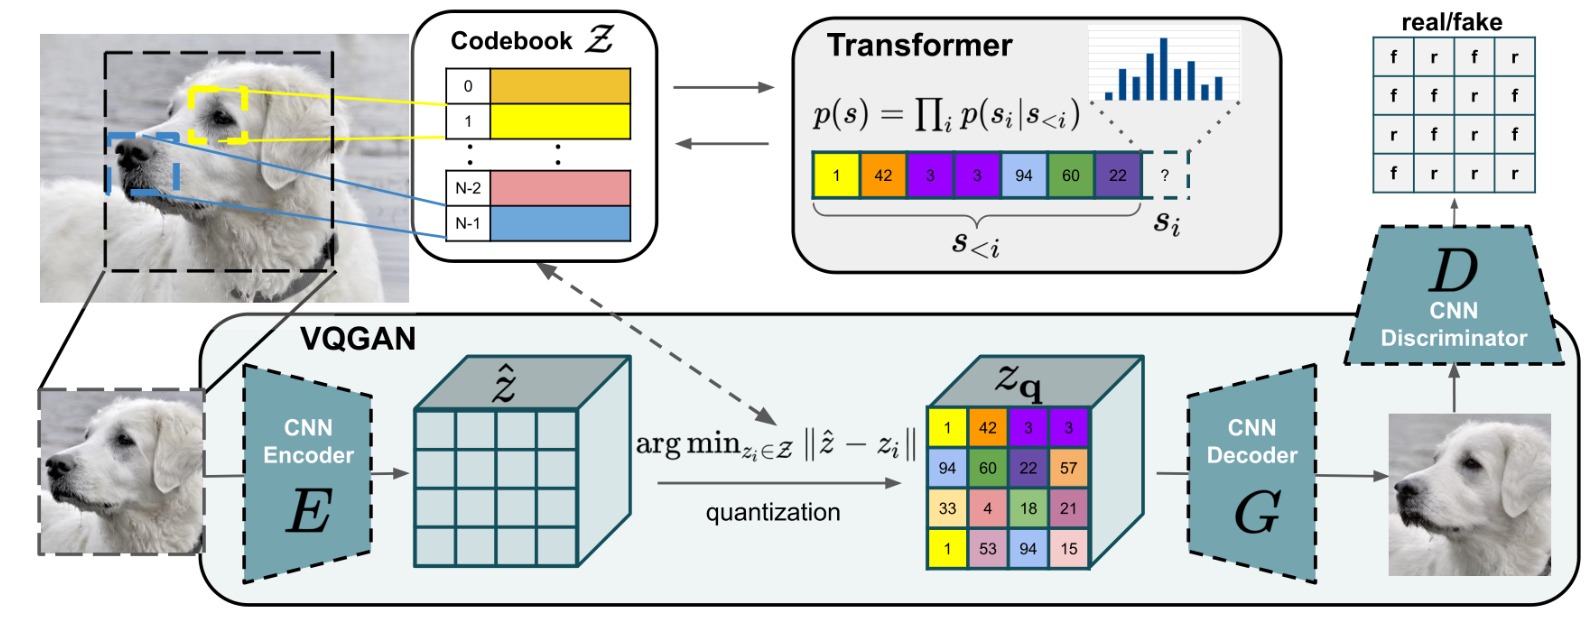 Codebook 𝒵
0
1
: :
N-2
N-1
Transformer
p(s) = ∏ᵢ p(sᵢ|s<ᵢ)
1 42 3 3 94 60 22 ?
s<ᵢ
sᵢ
real/fake
f r f r
f f r f
r f r f
f r r r
D
CNN
Discriminator
VQGAN
CNN
Encoder
E
ẑ
arg min_{zᵢ∈𝒵} ‖ẑ − zᵢ‖
quantization
z_𝐪
1 42 3 3
94 60 22 57
33 4 18 21
1 53 94 15
CNN
Decoder
G